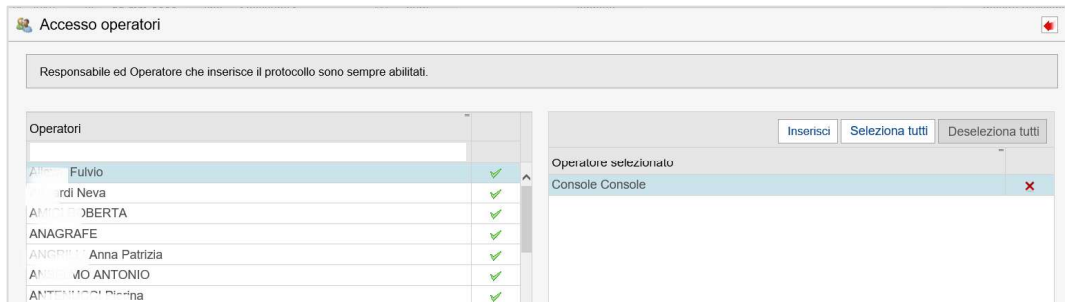 Accesso operatori
Responsabile ed Operatore che inserisce il protocollo sono sempre abilitati.
Operatori
Fulvio
Neva
ANAGRAFE
Anna Patrizia
ANTONIO
Inserisci
Seleziona tutti
Deseleziona tutti
Operatore selezionato
Console Console